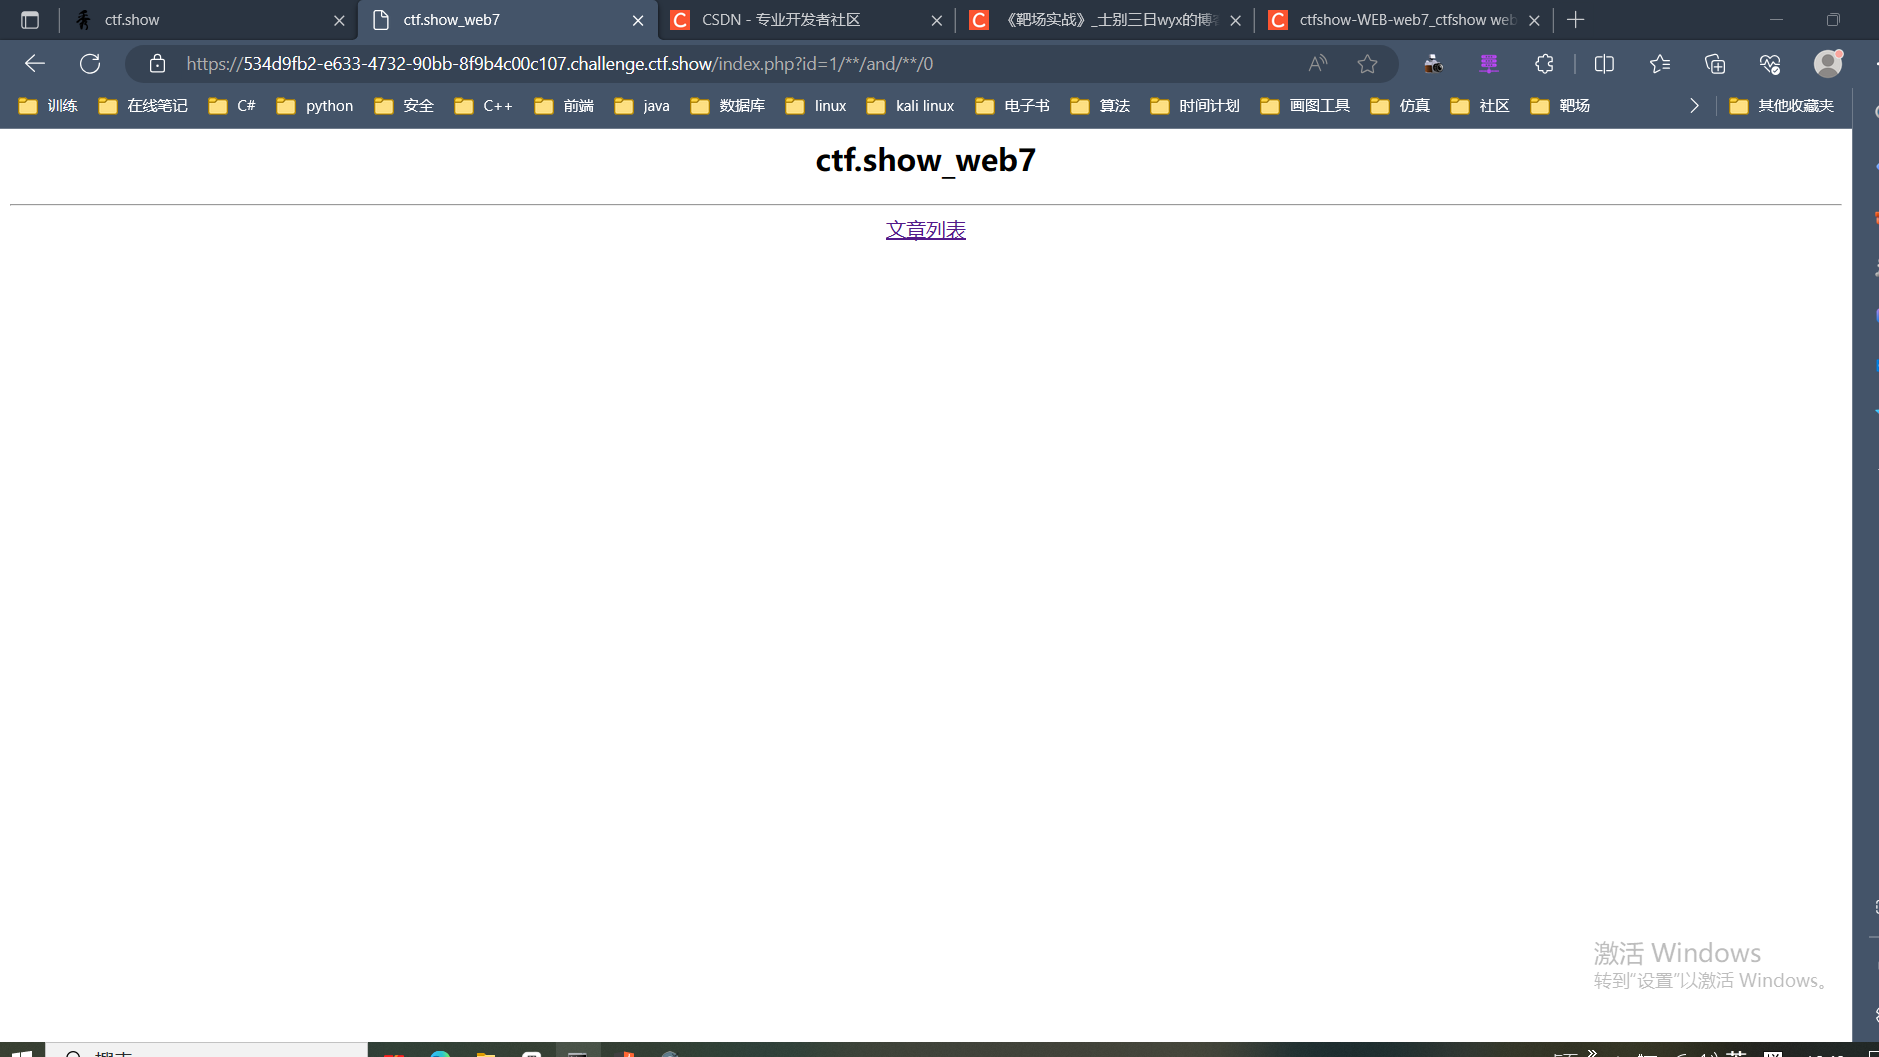 ctf.show
ctf.show_web7
CSDN - 专业开发者社区
《靶场实战》_士别三日wyx的博客
ctfshow-WEB-web7_ctfshow web
https://534d9fb2-e633-4732-90bb-8f9b4c00c107.challenge.ctf.show/index.php?id=1/**/and/**/0
训练 在线笔记 C# python 安全 C++ 前端 java 数据库 linux kali linux 电子书 算法 时间计划 画图工具 仿真 社区 靶场 其他收藏夹
ctf.show_web7
文章列表
激活 Windows
转到"设置"以激活 Windows。